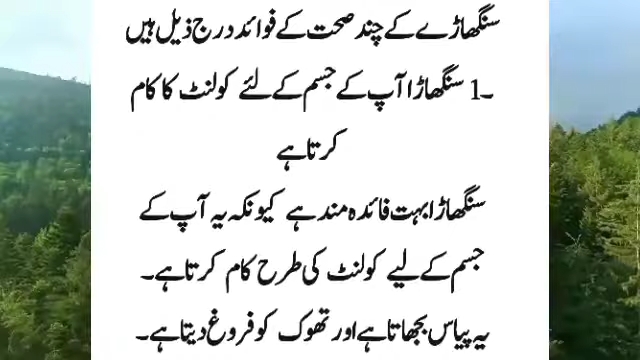 سنگھاڑے کے چند صحت کے فوائد درج ذیل ہیں
۔1 سنگھاڑا آپ کے جسم کے لئے کولنٹ کا کام
کرتا ہے
سنگھاڑا بہت فائدہ مند ہے کیونکہ یہ آپ کے
جسم کے لیے کولنٹ کی طرح کام کرتا ہے۔
یہ پیاس بجھاتا ہے اور تھوک کو فروغ دیتا ہے۔